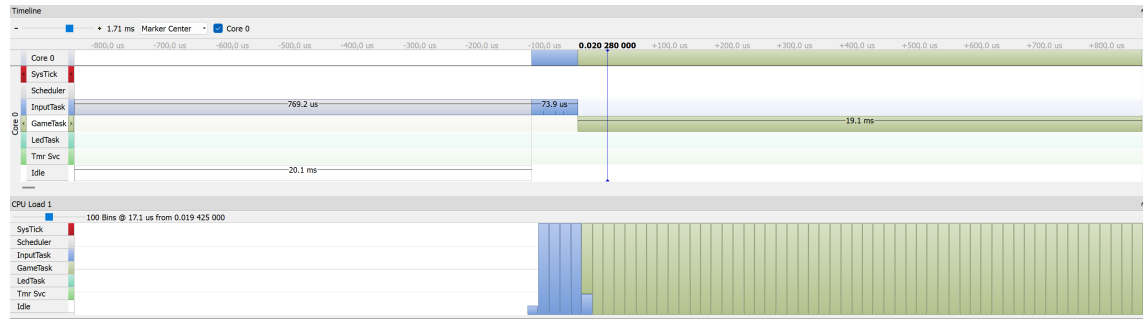 Timeline
- + 1.71 ms Marker Center Core 0
-800,0 us -700,0 us -600,0 us -500,0 us -400,0 us -300,0 us -200,0 us -100,0 us 0.020 280 000 +100,0 us +200,0 us +300,0 us +400,0 us +500,0 us +600,0 us +700,0 us +800,0 us
Core 0
Core 0
SysTick
Scheduler
InputTask 769.2 us 73.9 us
GameTask 19.1 ms
LedTask
Tmr Svc
Idle 20.1 ms
CPU Load 1
100 Bins @ 17.1 us from 0.019 425 000
SysTick
Scheduler
InputTask
GameTask
LedTask
Tmr Svc
Idle